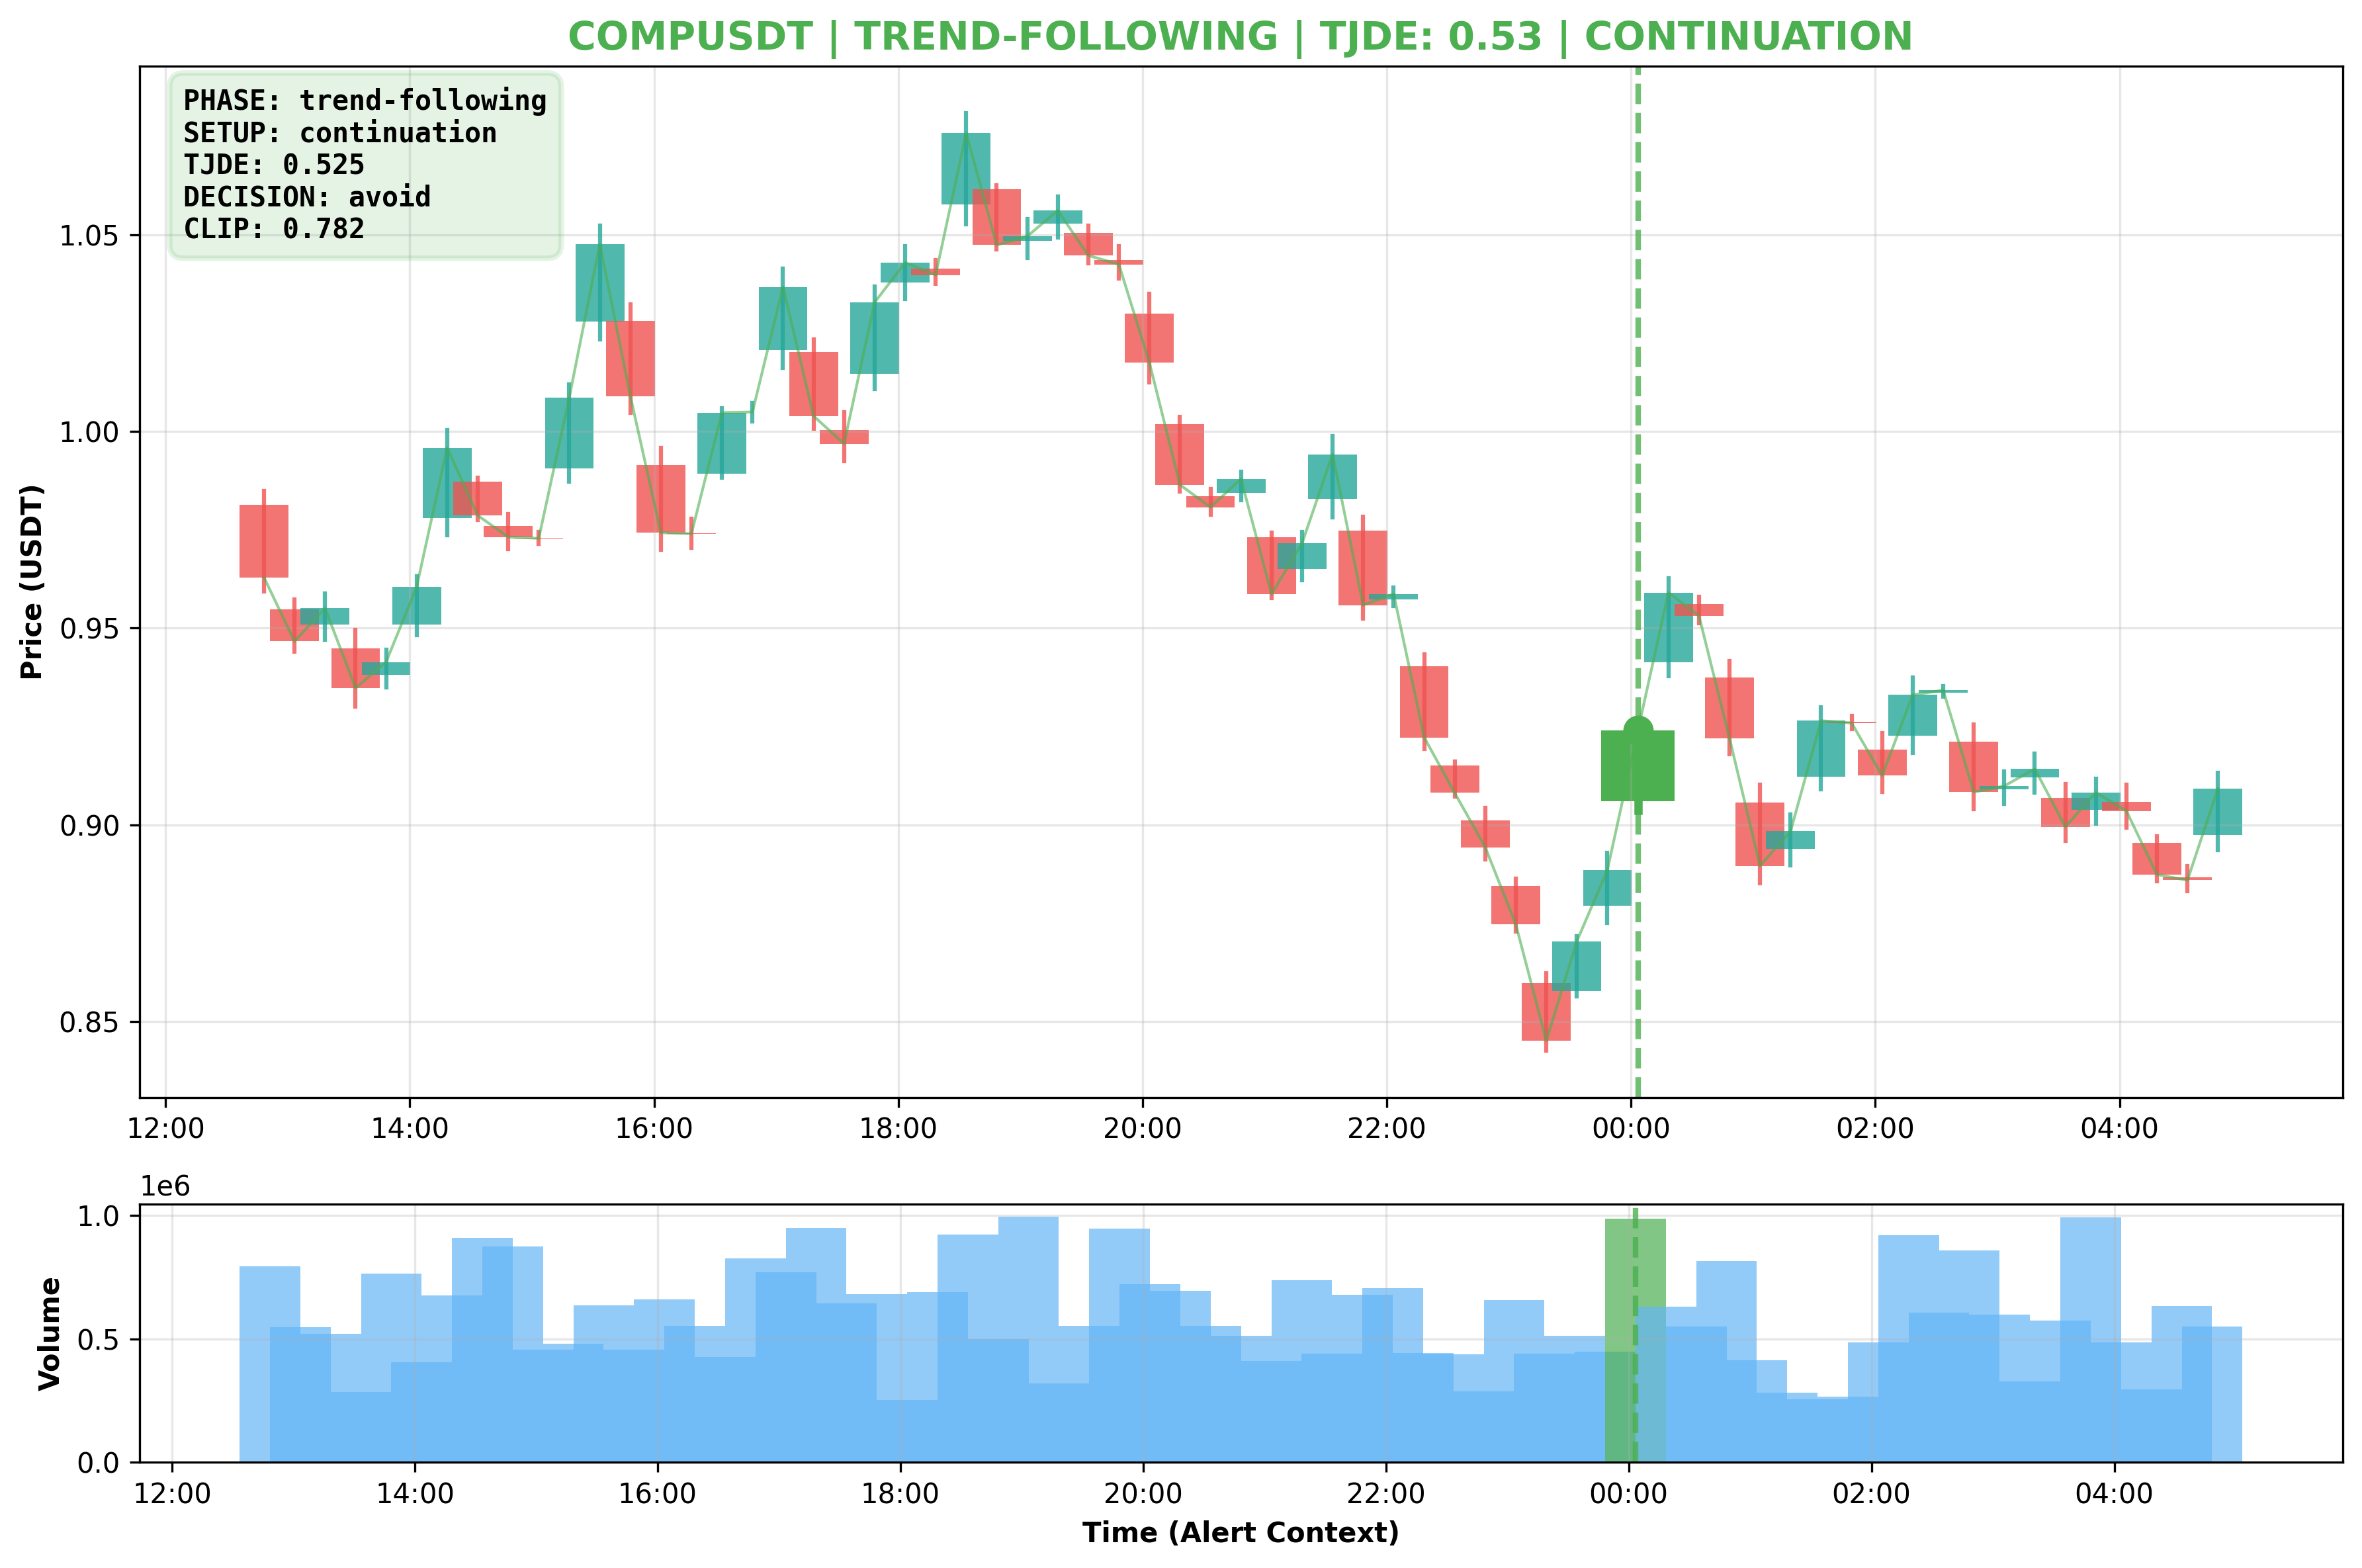 COMPUSDT | TREND-FOLLOWING | TJDE: 0.53 | CONTINUATION
PHASE: trend-following
SETUP: continuation
TJDE: 0.525
DECISION: avoid
CLIP: 0.782
Price (USDT)
1.05
1.00
0.95
0.90
0.85
12:00 14:00 16:00 18:00 20:00 22:00 00:00 02:00 04:00
1e6
Volume
1.0
0.5
0.0
12:00 14:00 16:00 18:00 20:00 22:00 00:00 02:00 04:00
Time (Alert Context)